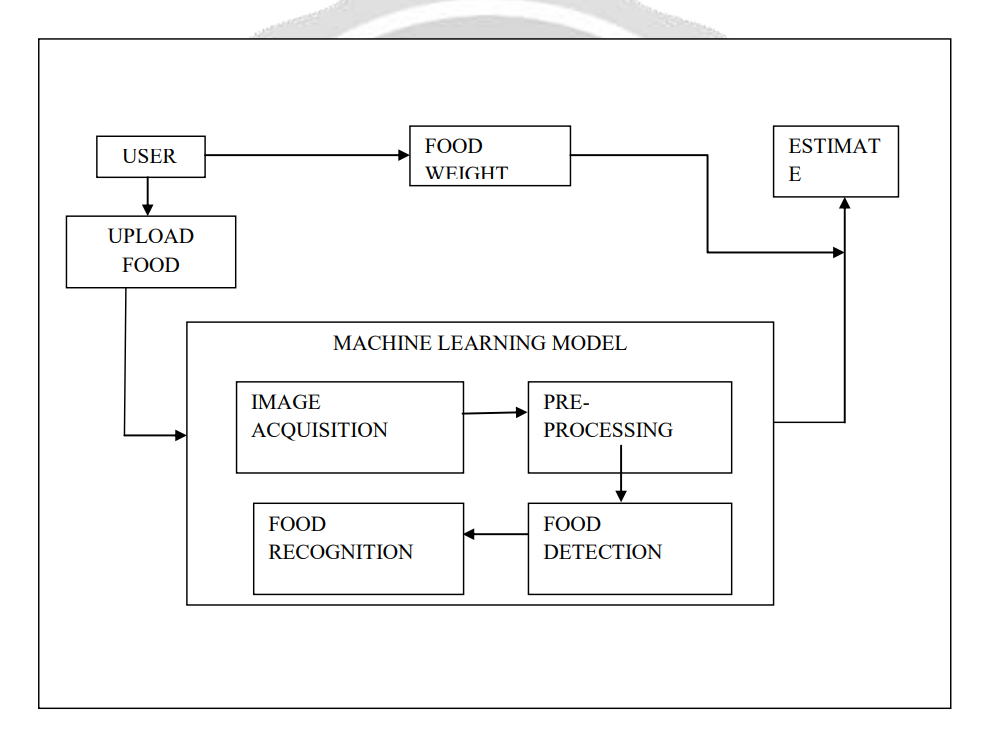 USER
FOOD
WEIGHT
ESTIMAT
E
UPLOAD
FOOD
MACHINE LEARNING MODEL
IMAGE
ACQUISITION
PRE-
PROCESSING
FOOD
RECOGNITION
FOOD
DETECTION